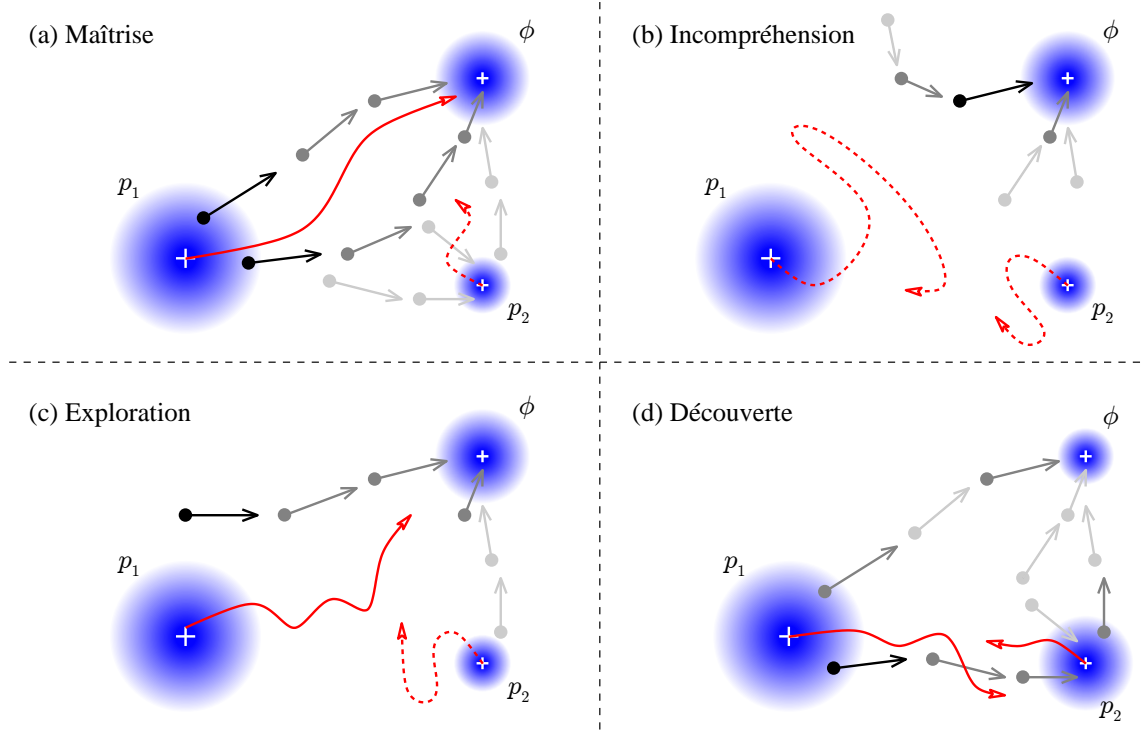 (a) Maîtrise
ϕ
p1
p2
(b) Incompréhension
ϕ
p1
p2
(c) Exploration
ϕ
p1
p2
(d) Découverte
ϕ
p1
p2